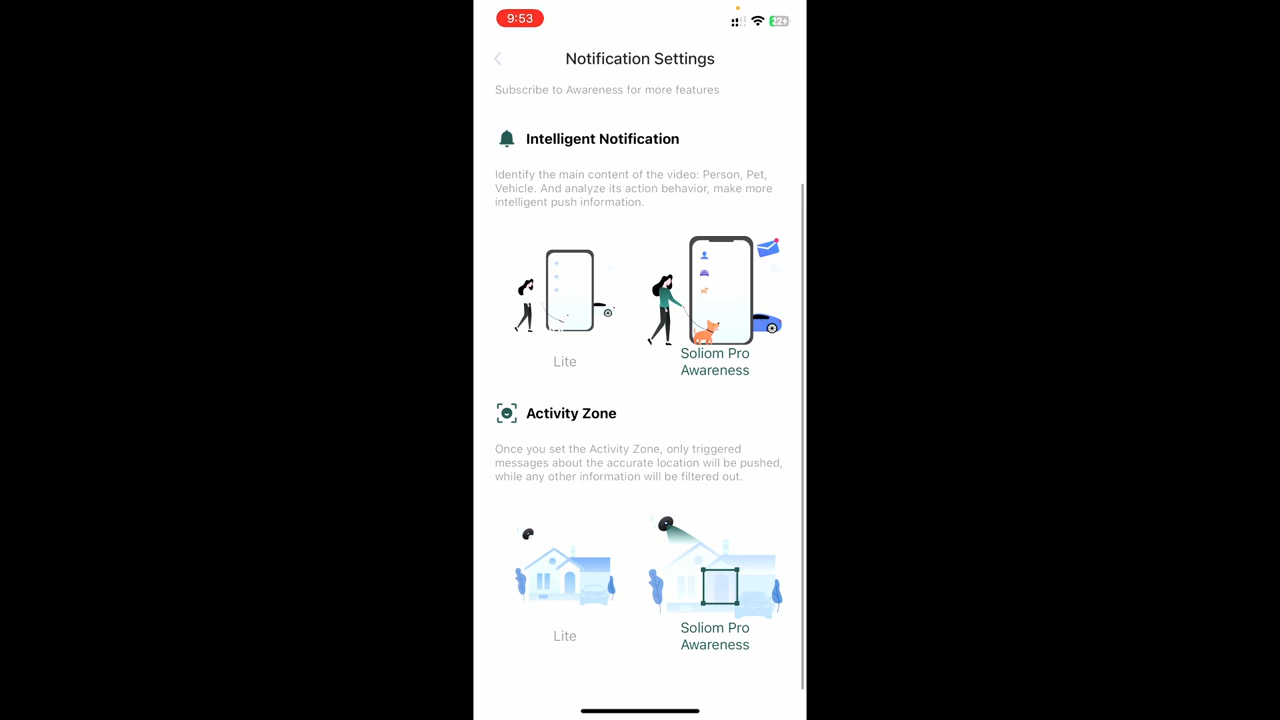 9:53
22
Notification Settings
Subscribe to Awareness for more features
Intelligent Notification
Identify the main content of the video: Person, Pet,
Vehicle. And analyze its action behavior, make more
intelligent push information.
Lite
Soliom Pro
Awareness
Activity Zone
Once you set the Activity Zone, only triggered
messages about the accurate location will be pushed,
while any other information will be filtered out.
Lite
Soliom Pro
Awareness